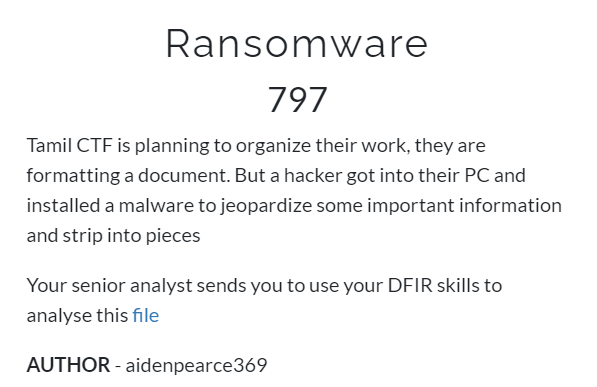 Ransomware
797
Tamil CTF is planning to organize their work, they are
formatting a document. But a hacker got into their PC and
installed a malware to jeopardize some important information
and strip into pieces
Your senior analyst sends you to use your DFIR skills to
analyse this file
AUTHOR - aidenpearce369